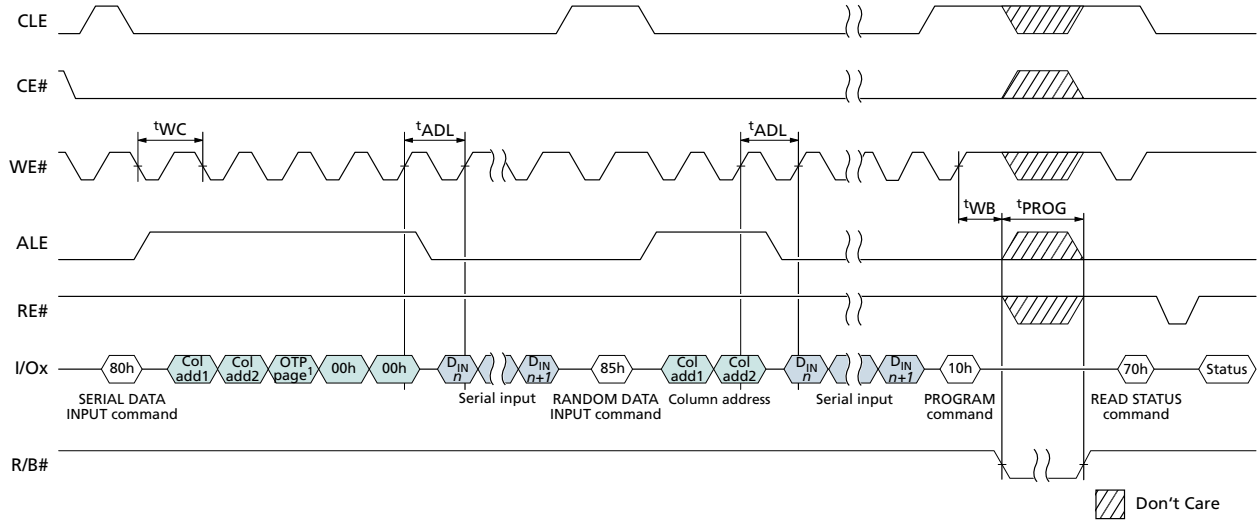 CLE
CE#
tWC
tADL
tADL
WE#
tWB
tPROG
ALE
RE#
I/Ox
80h
Col add1
Col add2
OTP page1
00h
00h
DIN n
DIN n+1
85h
Col add1
Col add2
DIN n
DIN n+1
10h
70h
Status
SERIAL DATA
INPUT command
Serial input
RANDOM DATA
INPUT command
Column address
Serial input
PROGRAM
command
READ STATUS
command
R/B#
Don't Care